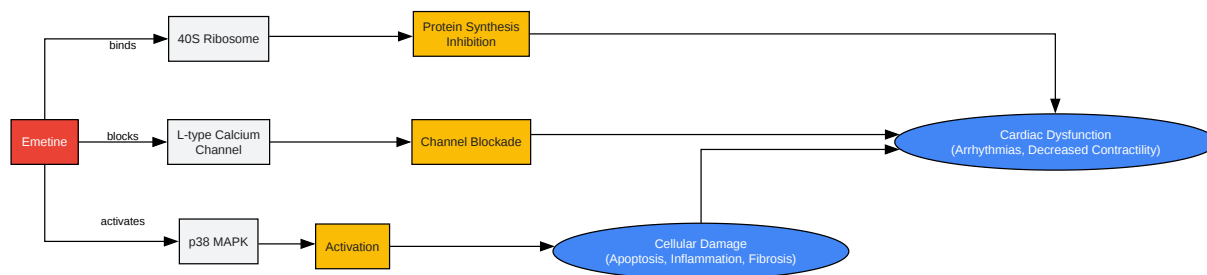 binds
40S Ribosome
Protein Synthesis
Inhibition
Emetine
blocks
L-type Calcium
Channel
Channel Blockade
Cardiac Dysfunction
(Arrhythmias, Decreased Contractility)
activates
p38 MAPK
Activation
Cellular Damage
(Apoptosis, Inflammation, Fibrosis)